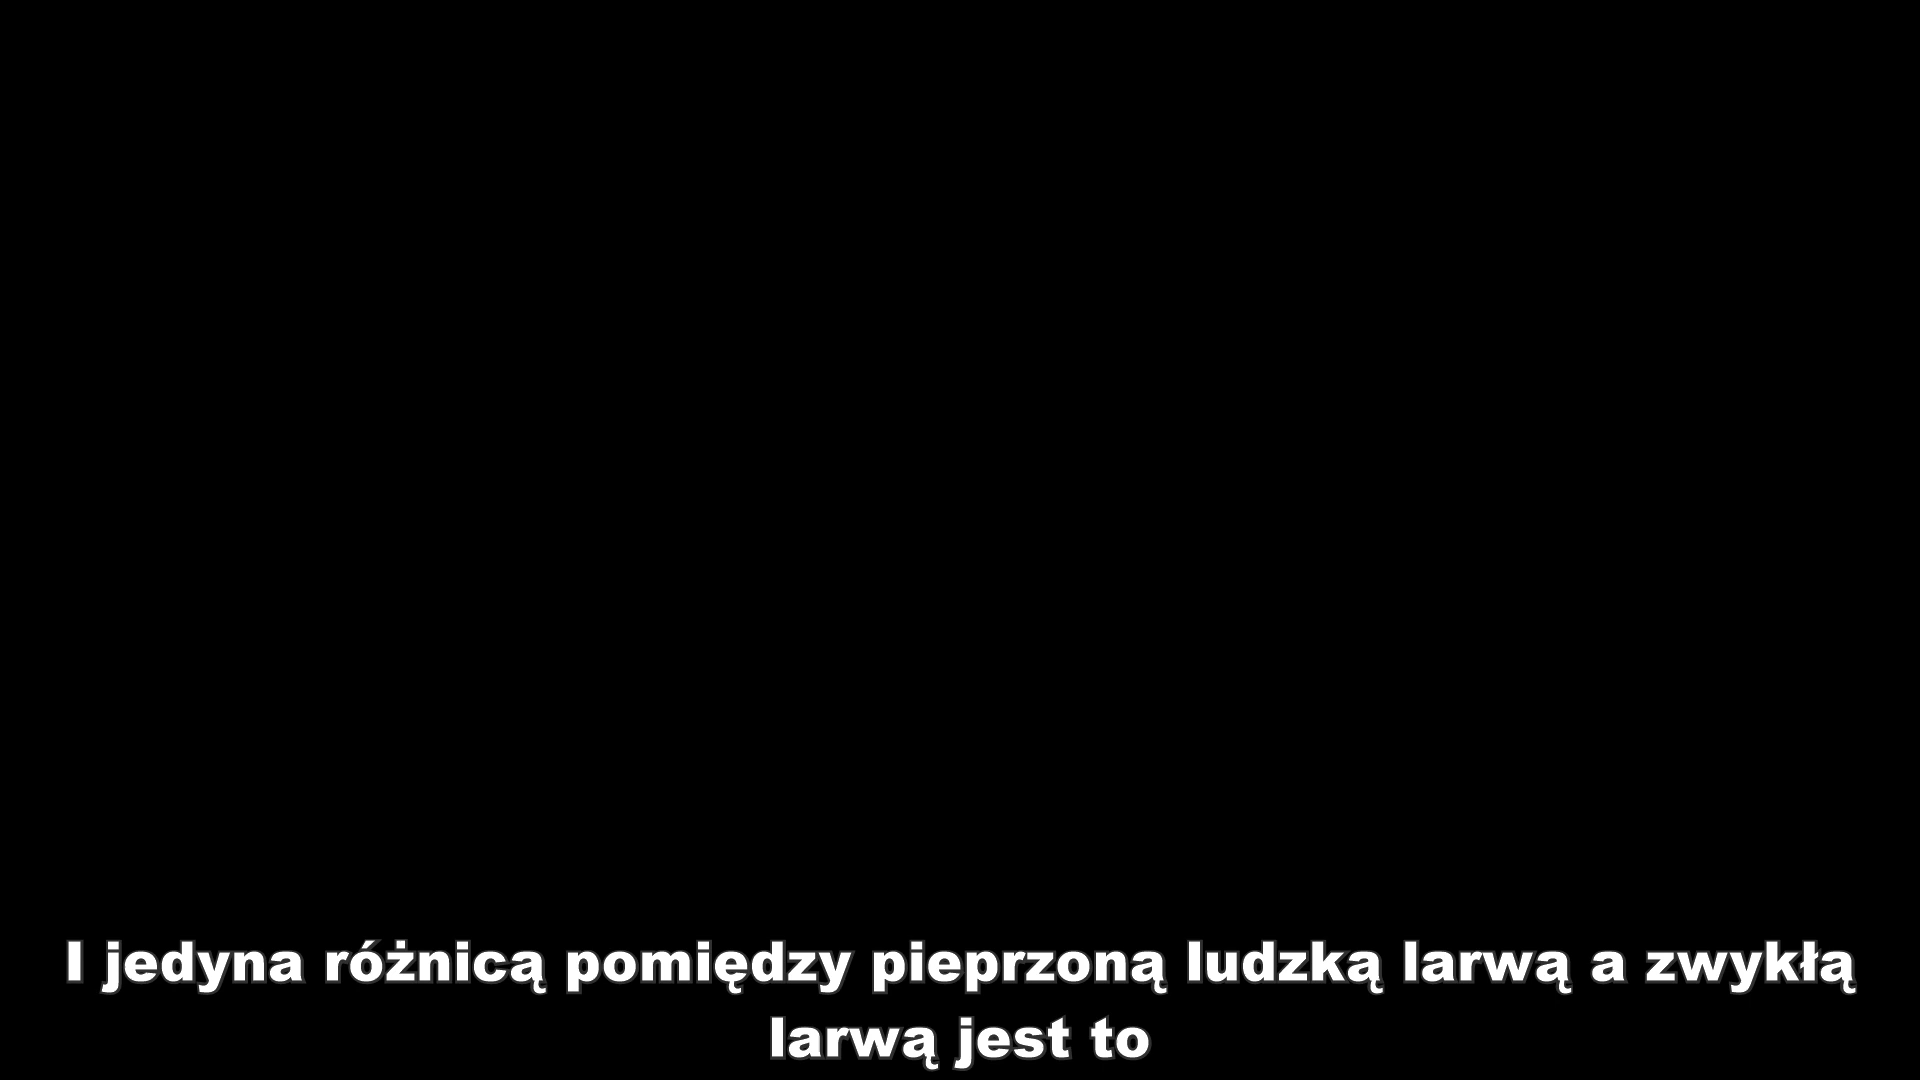 I jedyna różnicą pomiędzy pieprzoną ludzką larwą a zwykłą
larwą jest to